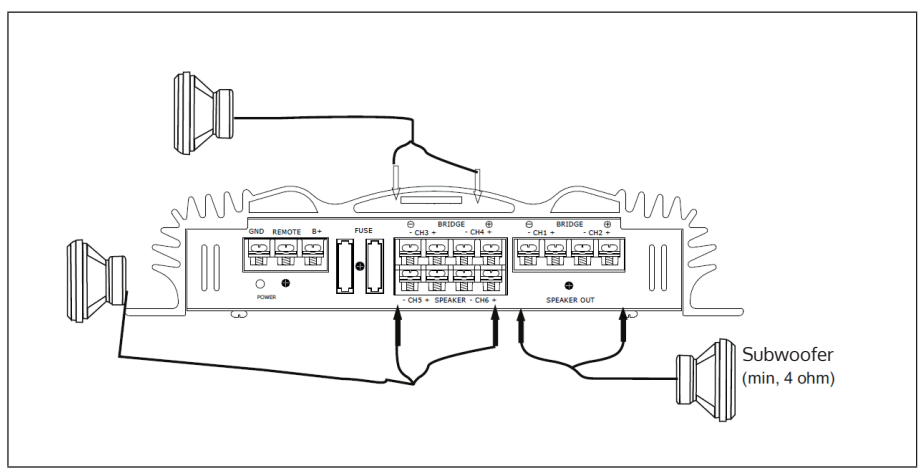 ⊖ BRIDGE ⊕ ⊖ BRIDGE ⊕
GND REMOTE B+ FUSE - CH3 + - CH4 + - CH1 + - CH2 +
POWER - CH5 + SPEAKER - CH6 + SPEAKER OUT
Subwoofer
(min, 4 ohm)